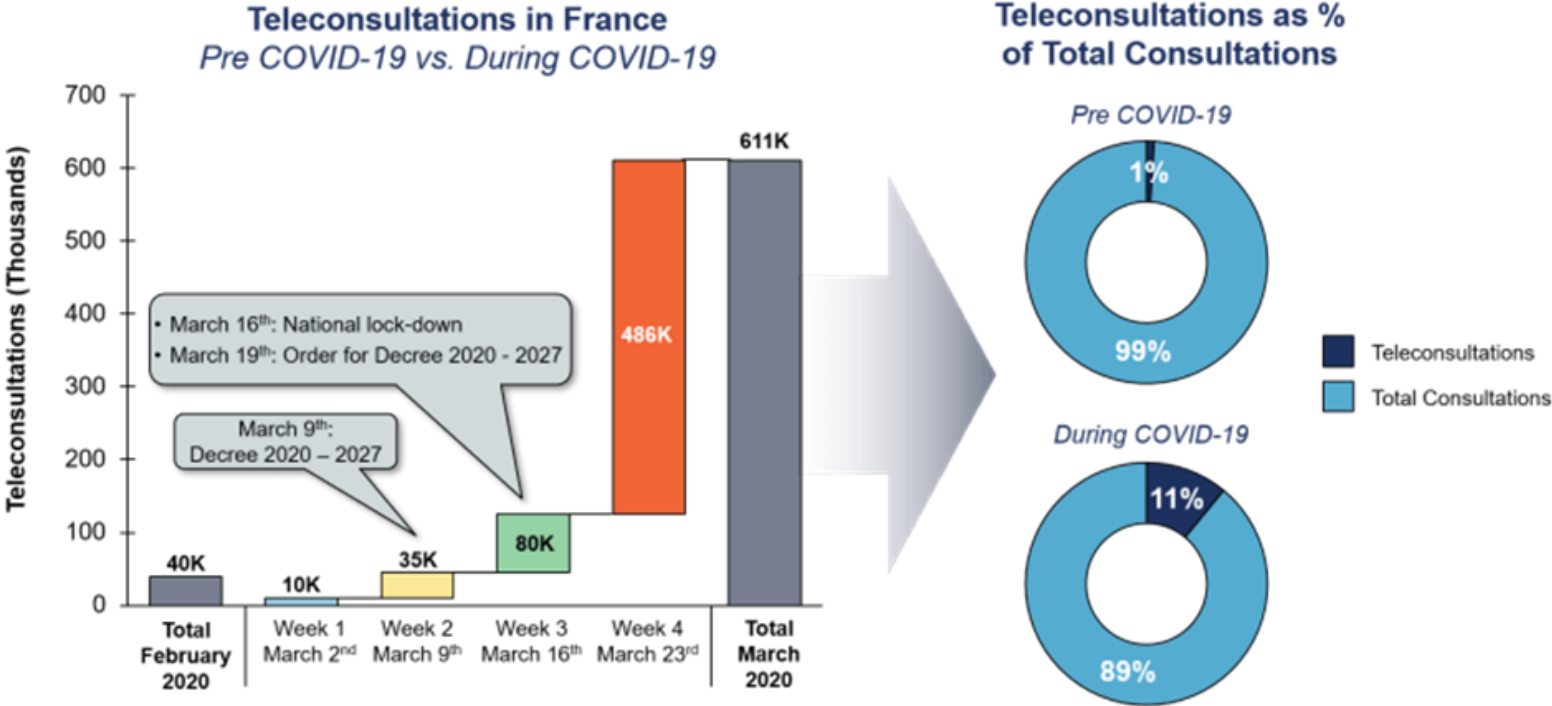 Teleconsultations in France
Pre COVID-19 vs. During COVID-19
Teleconsultations (Thousands)
700
600
500
400
300
200
100
0
• March 16th: National lock-down
• March 19th: Order for Decree 2020 - 2027
March 9th:
Decree 2020 – 2027
40K
10K
35K
80K
486K
611K
Total
February
2020
Week 1
March 2nd
Week 2
March 9th
Week 3
March 16th
Week 4
March 23rd
Total
March
2020
Teleconsultations as %
of Total Consultations
Pre COVID-19
1%
99%
During COVID-19
11%
89%
Teleconsultations
Total Consultations